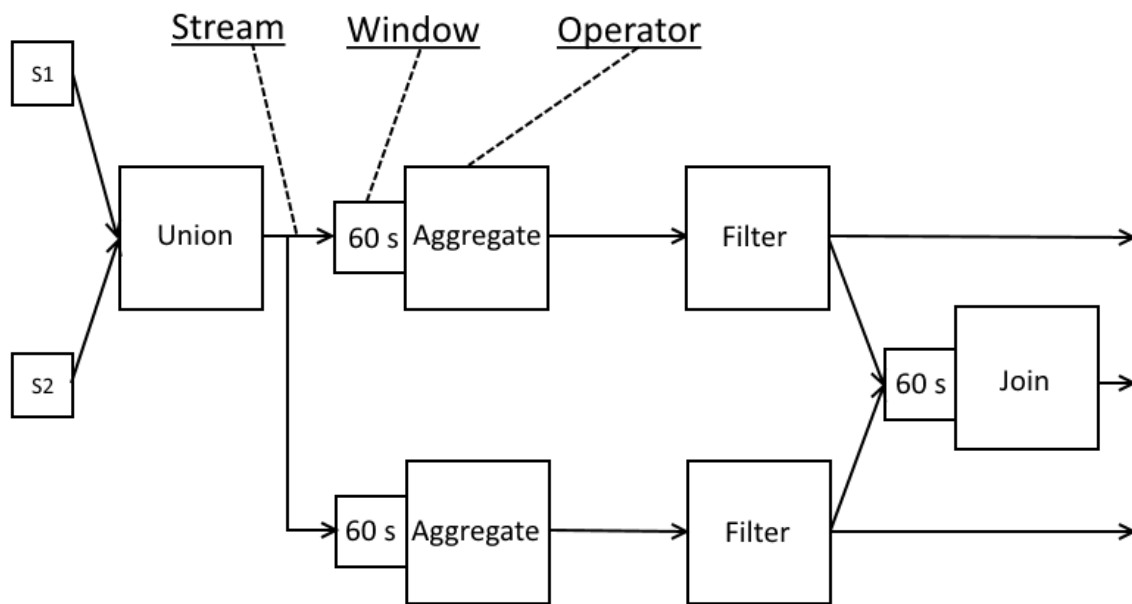 Stream
Window
Operator
S1
Union
60 s
Aggregate
Filter
S2
60 s
Join
60 s
Aggregate
Filter